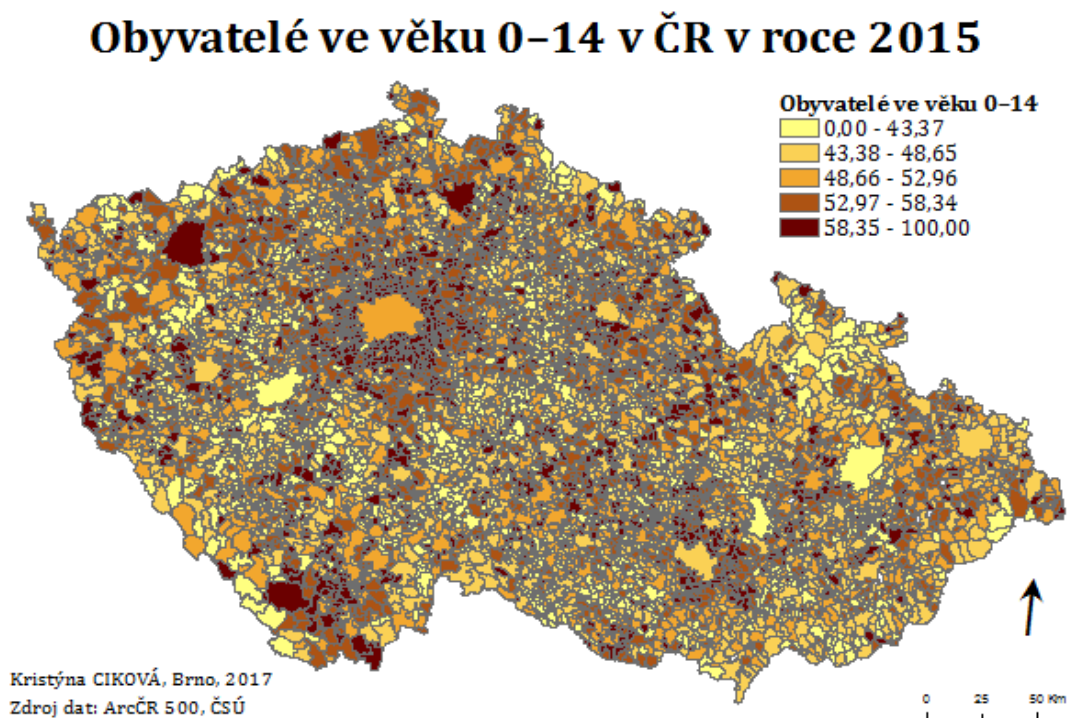 Obyvatelé ve věku 0–14 v ČR v roce 2015
Obyvatelé ve věku 0–14
0,00 - 43,37
43,38 - 48,65
48,66 - 52,96
52,97 - 58,34
58,35 - 100,00
Kristýna CIKOVÁ, Brno, 2017
Zdroj dat: ArcČR 500, ČSÚ
0 25 50 Km